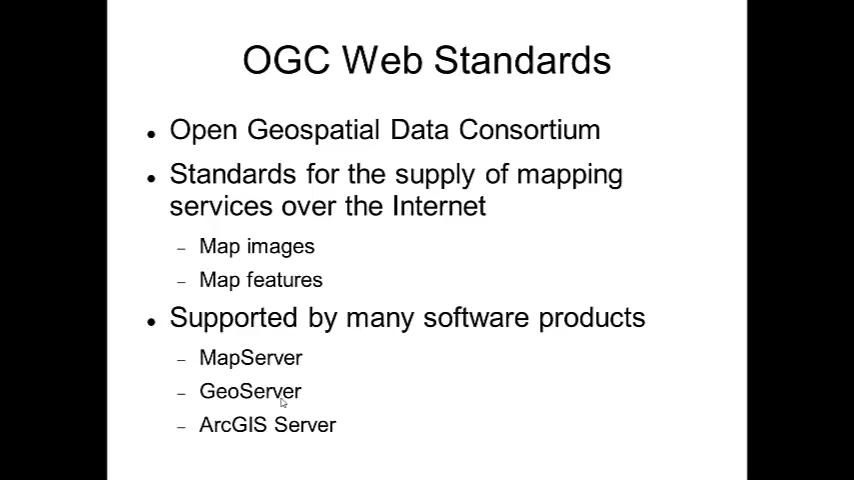 OGC Web Standards
● Open Geospatial Data Consortium
● Standards for the supply of mapping
services over the Internet
– Map images
– Map features
● Supported by many software products
– MapServer
– GeoServer
– ArcGIS Server